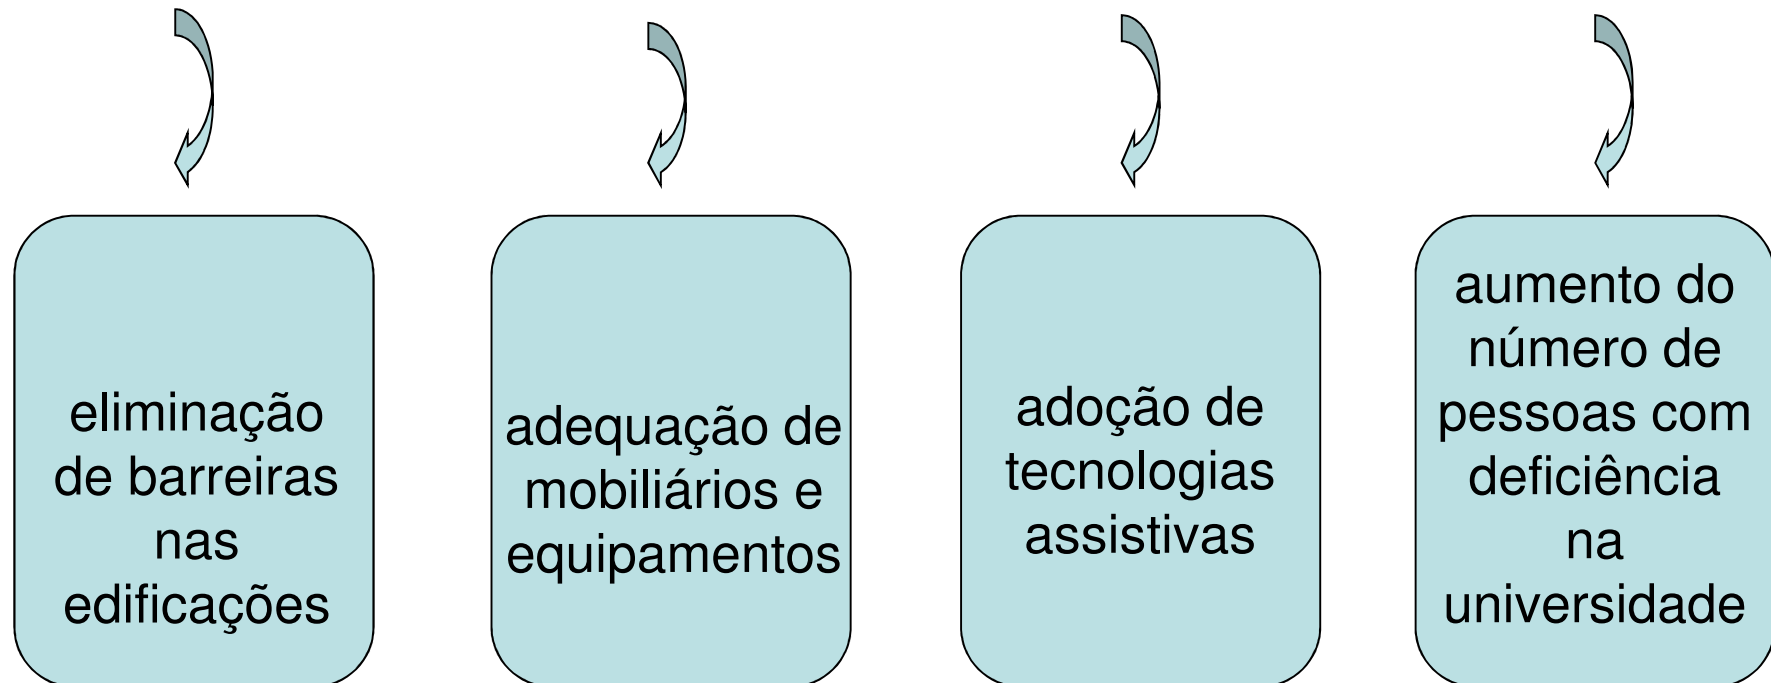 eliminação
de barreiras
nas
edificações
adequação de
mobiliários e
equipamentos
adoção de
tecnologias
assistivas
aumento do
número de
pessoas com
deficiência
na
universidade